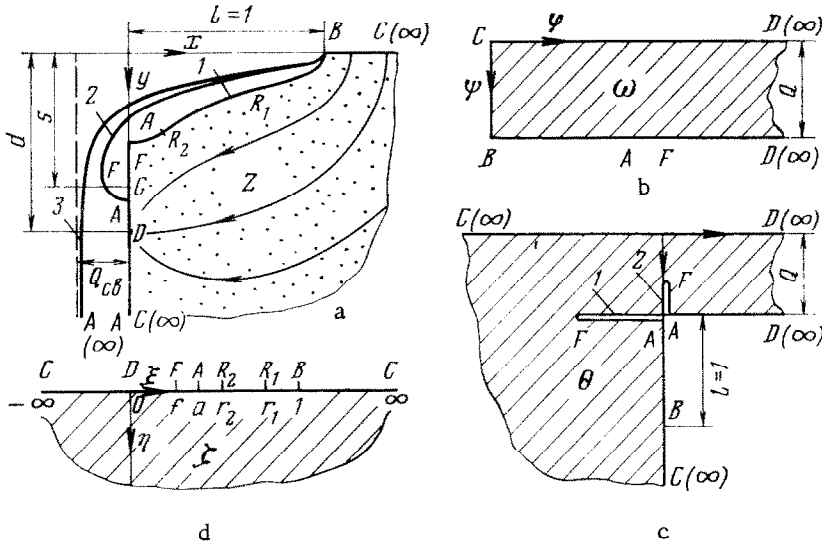 L=1
x
B
C(∞)
y
1
2
R₁
A
R₂
F
F
G
Z
A
D
3
S
d
Q_св
A
(∞)
A
C(∞)
a
φ
C
D(∞)
ψ
ω
Q
B
A
F
D(∞)
b
C(∞)
D(∞)
1
2
F
Q
F
A
A
D(∞)
θ
L=1
B
C(∞)
c
C
D
ξ
F
A
R₂
R₁
B
C
-∞
0
f
a
r₂
r₁
1
∞
η
ζ
d